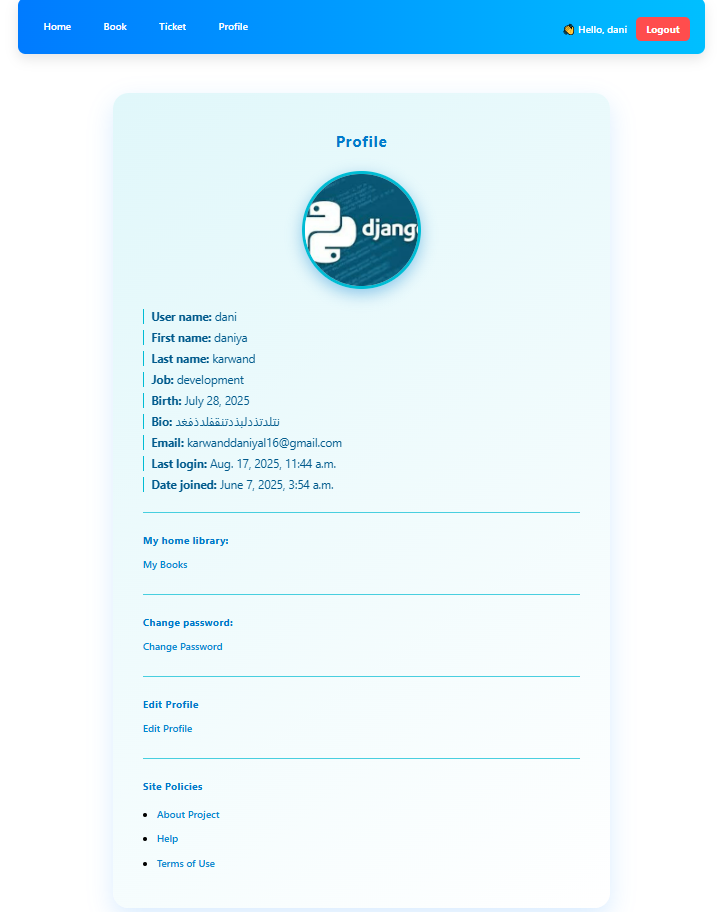 Home Book Ticket Profile 👏 Hello, dani Logout
Profile
djang
User name: dani
First name: daniya
Last name: karwand
Job: development
Birth: July 28, 2025
Bio: نتلدتذدلبذدتنقفلدذفغد
Email: karwanddaniyal16@gmail.com
Last login: Aug. 17, 2025, 11:44 a.m.
Date joined: June 7, 2025, 3:54 a.m.
My home library:
My Books
Change password:
Change Password
Edit Profile
Edit Profile
Site Policies
About Project
Help
Terms of Use